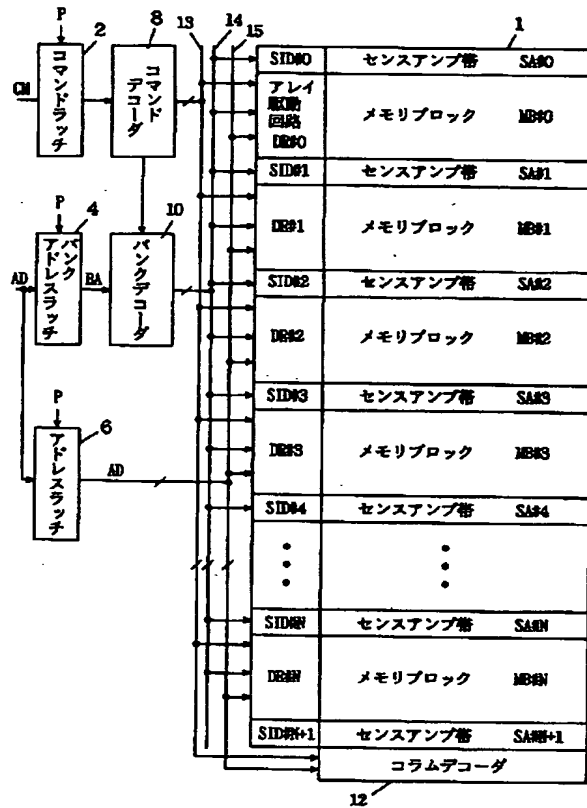 P
2
8
13
14
15
1
CM
コマンドラッチ
コマンドデコーダ
SID#0
センスアンプ帯
SA#0
アレイ
駆動
回路
DR#0
メモリブロック
MB#0
SID#1
センスアンプ帯
SA#1
P
4
10
AD
バンク
アドレスラッチ
BA
バンクデコーダ
DR#1
メモリブロック
MB#1
SID#2
センスアンプ帯
SA#2
DR#2
メモリブロック
MB#2
P
6
アドレスラッチ
AD
SID#3
センスアンプ帯
SA#3
DR#3
メモリブロック
MB#3
SID#4
センスアンプ帯
SA#4
SID#N
センスアンプ帯
SA#N
DR#N
メモリブロック
MB#N
SID#N+1
センスアンプ帯
SA#N+1
コラムデコーダ
12